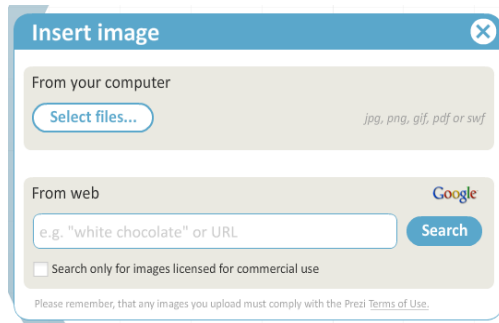 Insert image
From your computer
Select files...
jpg, png, gif, pdf or swf
From web
Google
e.g. "white chocolate" or URL
Search
Search only for images licensed for commercial use
Please remember, that any images you upload must comply with the Prezi Terms of Use.